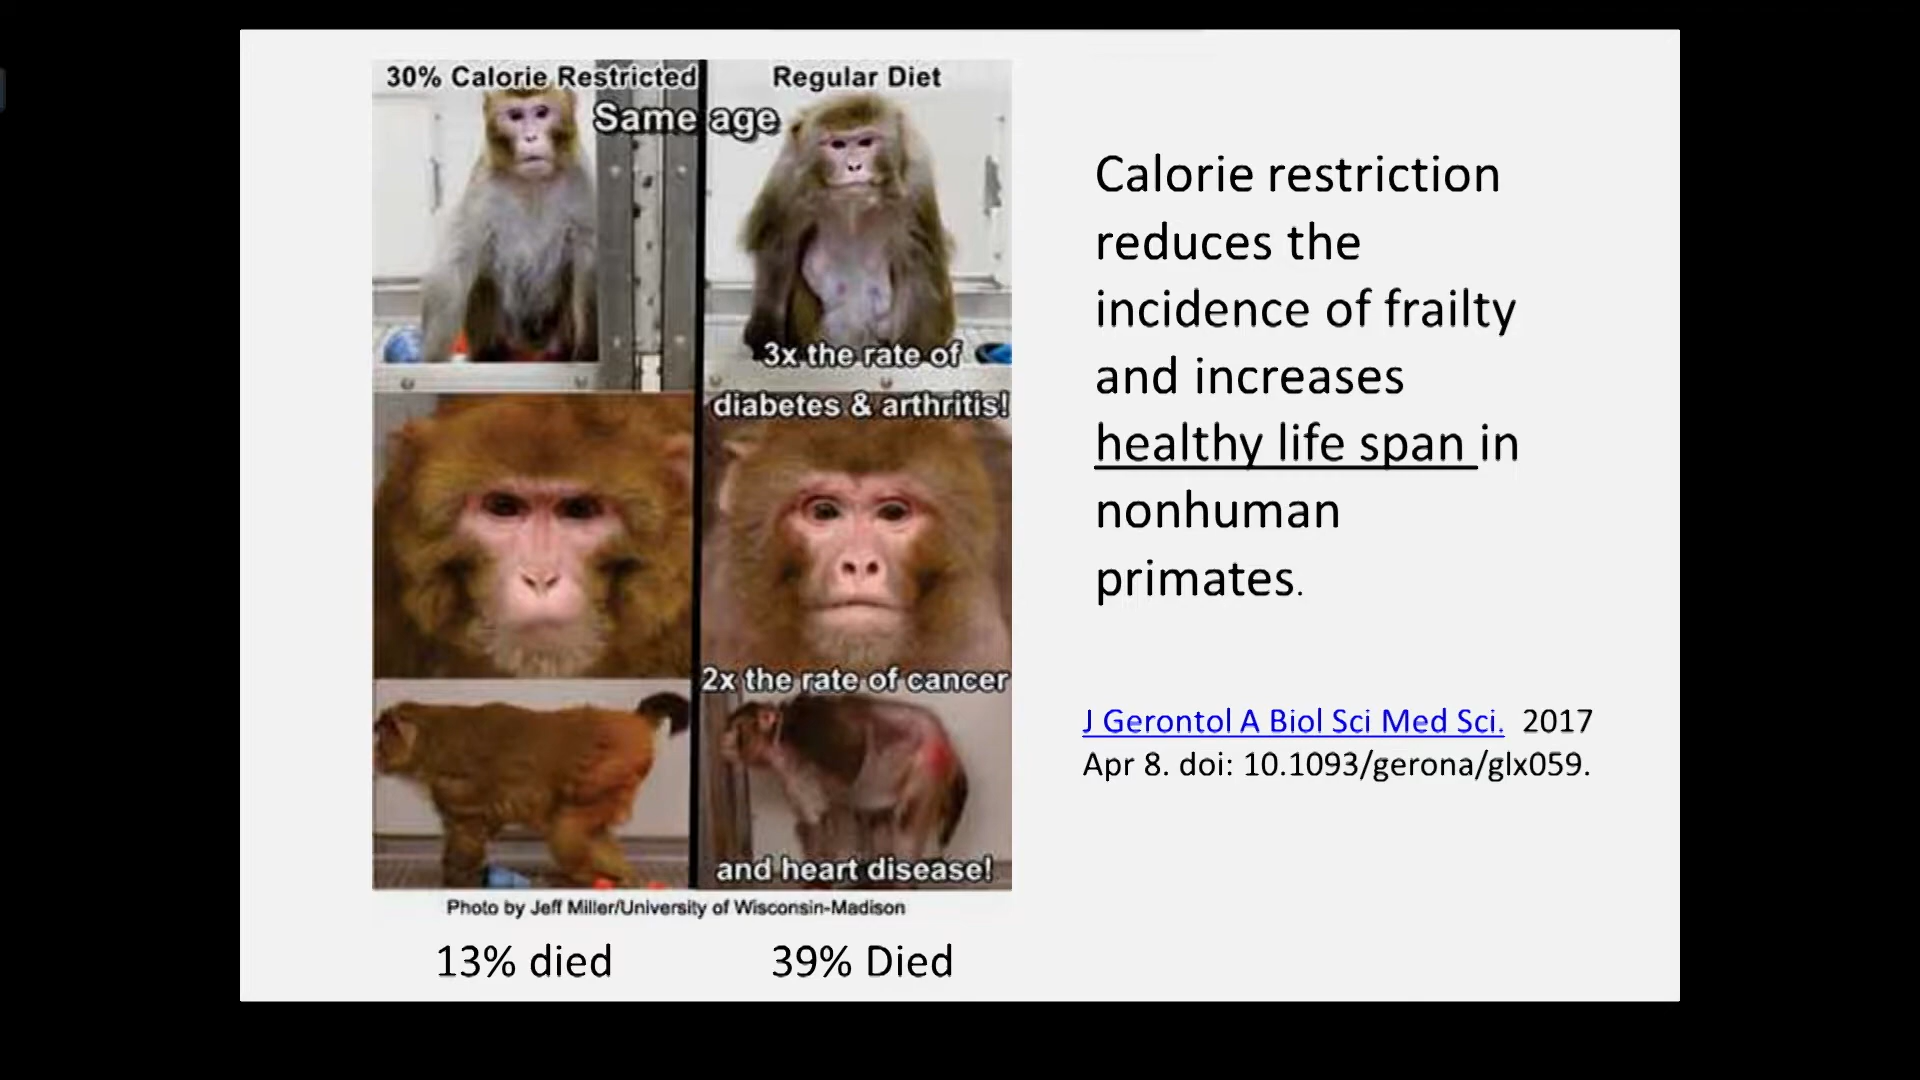 30% Calorie Restricted
Regular Diet
Same age
3x the rate of
diabetes & arthritis!
2x the rate of cancer
and heart disease!
Photo by Jeff Miller/University of Wisconsin-Madison
13% died
39% Died
Calorie restriction
reduces the
incidence of frailty
and increases
healthy life span in
nonhuman
primates.
J Gerontol A Biol Sci Med Sci. 2017
Apr 8. doi: 10.1093/gerona/glx059.